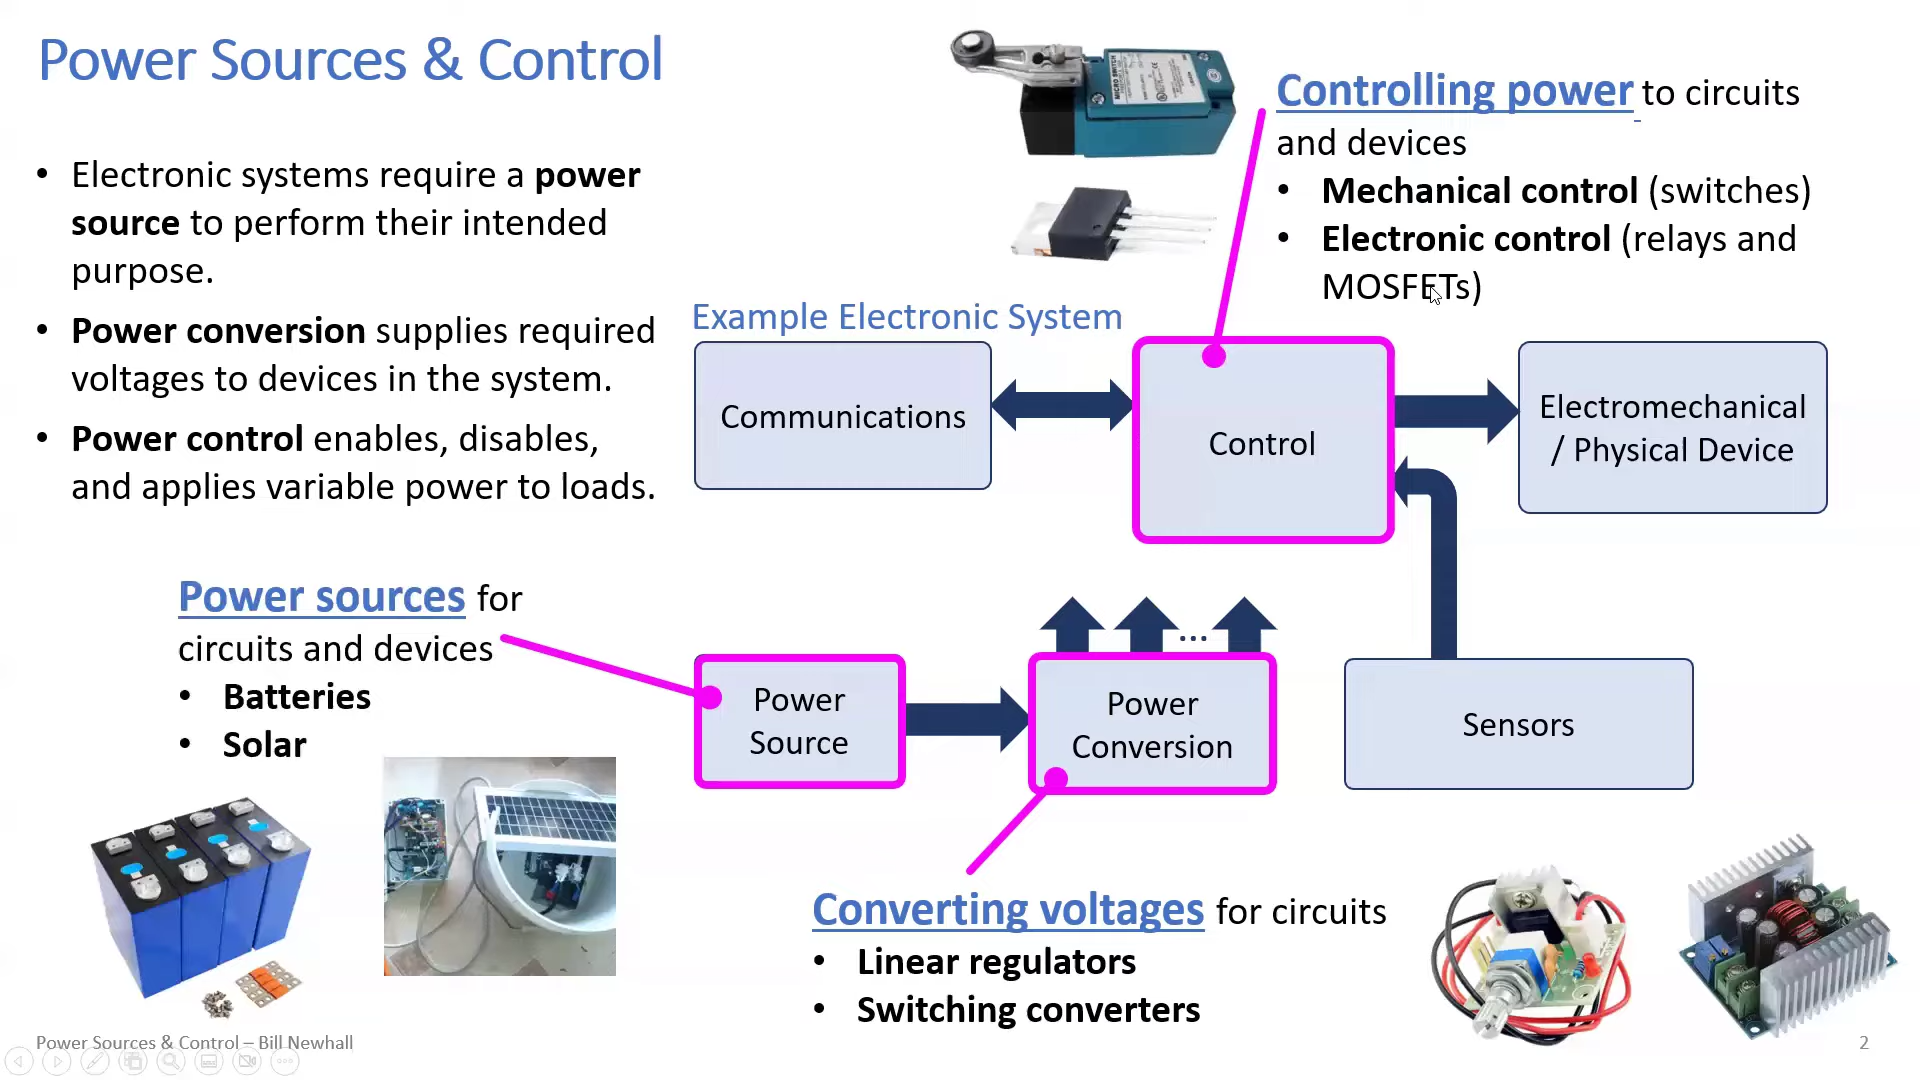 Power Sources & Control
• Electronic systems require a power
source to perform their intended
purpose.
• Power conversion supplies required
voltages to devices in the system.
• Power control enables, disables,
and applies variable power to loads.
Controlling power to circuits
and devices
• Mechanical control (switches)
• Electronic control (relays and
MOSFETs)
MICRO SWITCH
Example Electronic System
Communications
Control
Electromechanical
/ Physical Device
Power sources for
circuits and devices
• Batteries
• Solar
Power
Source
Power
Conversion
...
Sensors
Converting voltages for circuits
• Linear regulators
• Switching converters
Power Sources & Control – Bill Newhall
2